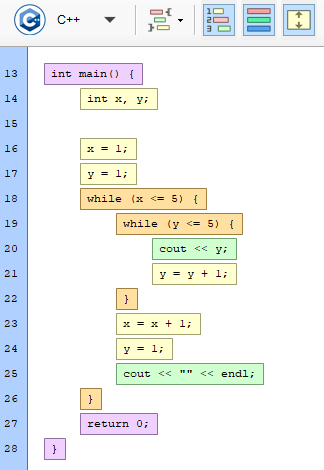 C++
13 int main() {
14 int x, y;
15
16 x = 1;
17 y = 1;
18 while (x <= 5) {
19 while (y <= 5) {
20 cout << y;
21 y = y + 1;
22 }
23 x = x + 1;
24 y = 1;
25 cout << "" << endl;
26 }
27 return 0;
28 }